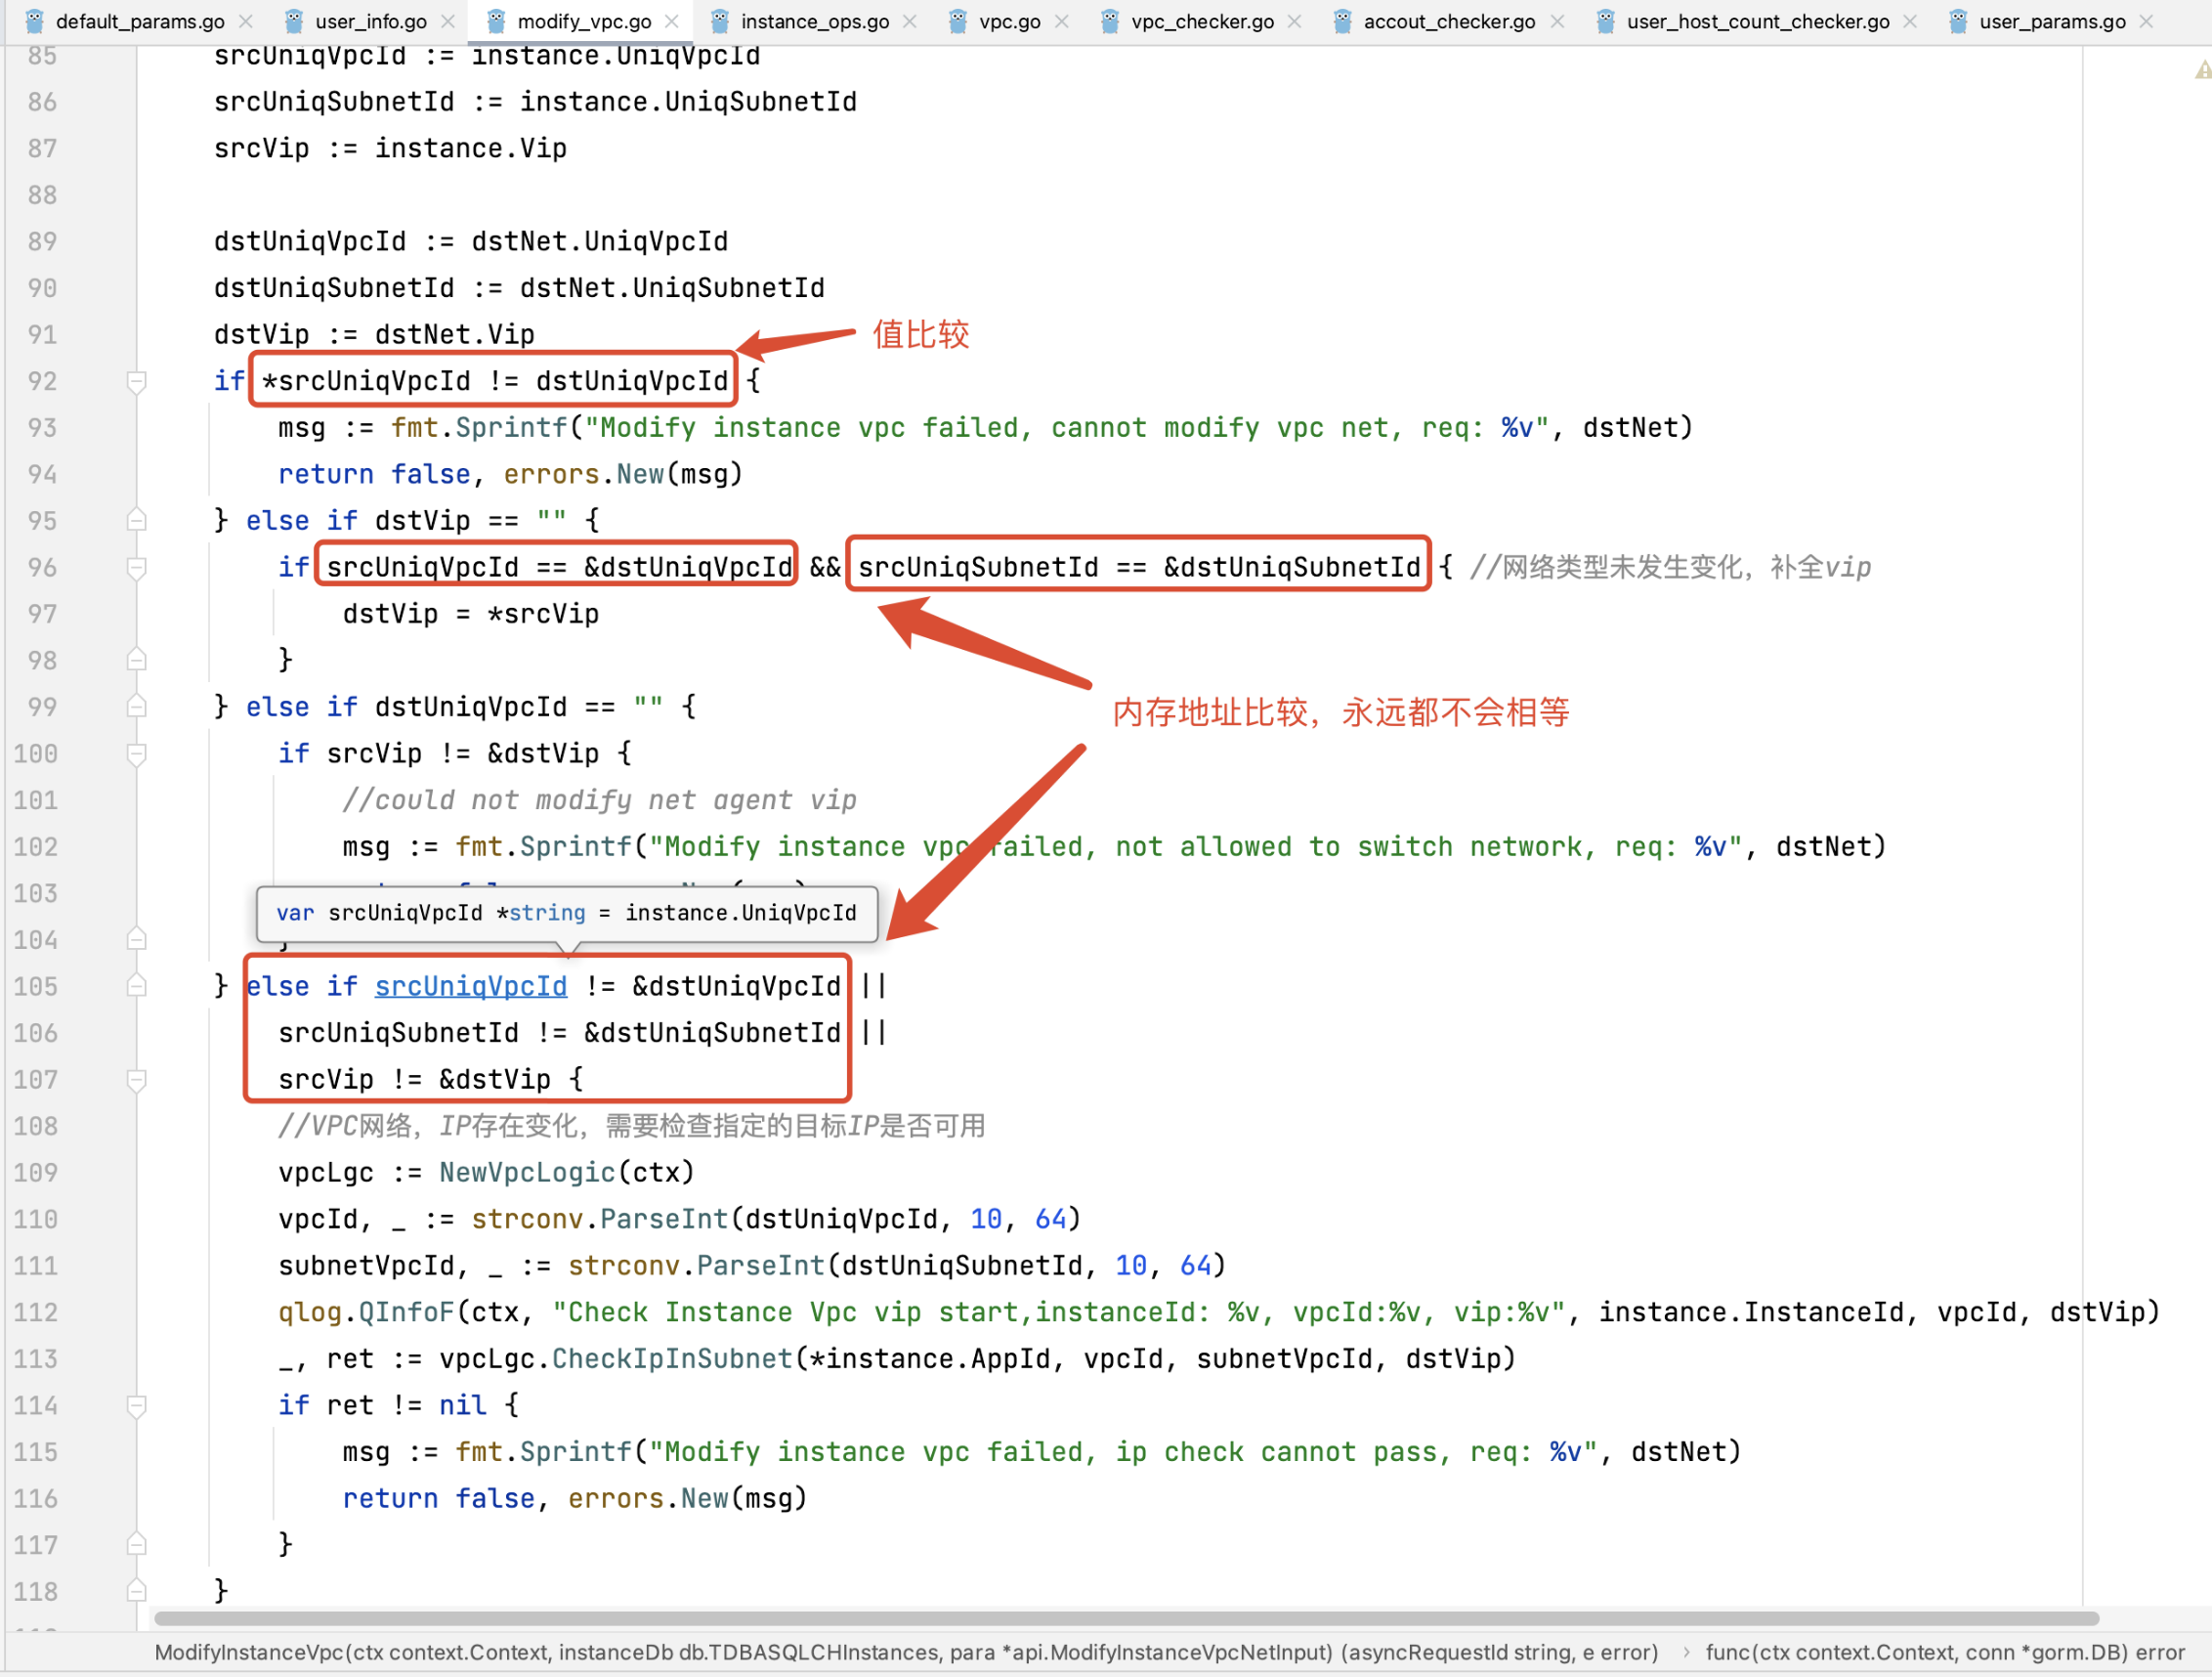 default_params.go user_info.go modify_vpc.go instance_ops.go vpc.go vpc_checker.go accout_checker.go user_host_count_checker.go user_params.go
85 srcUniqVpcId := instance.UniqVpcId
86 srcUniqSubnetId := instance.UniqSubnetId
87 srcVip := instance.Vip
88
89 dstUniqVpcId := dstNet.UniqVpcId
90 dstUniqSubnetId := dstNet.UniqSubnetId
91 dstVip := dstNet.Vip
值比较
92 if *srcUniqVpcId != dstUniqVpcId {
93 msg := fmt.Sprintf("Modify instance vpc failed, cannot modify vpc net, req: %v", dstNet)
94 return false, errors.New(msg)
95 } else if dstVip == "" {
96 if srcUniqVpcId == &dstUniqVpcId && srcUniqSubnetId == &dstUniqSubnetId { //网络类型未发生变化，补全vip
97 dstVip = *srcVip
98 }
99 } else if dstUniqVpcId == "" {
内存地址比较，永远都不会相等
100 if srcVip != &dstVip {
101 //could not modify net agent vip
102 msg := fmt.Sprintf("Modify instance vpc failed, not allowed to switch network, req: %v", dstNet)
103
var srcUniqVpcId *string = instance.UniqVpcId
104 }
105 } else if srcUniqVpcId != &dstUniqVpcId ||
106 srcUniqSubnetId != &dstUniqSubnetId ||
107 srcVip != &dstVip {
108 //VPC网络，IP存在变化，需要检查指定的目标IP是否可用
109 vpcLgc := NewVpcLogic(ctx)
110 vpcId, _ := strconv.ParseInt(dstUniqVpcId, 10, 64)
111 subnetVpcId, _ := strconv.ParseInt(dstUniqSubnetId, 10, 64)
112 qlog.QInfoF(ctx, "Check Instance Vpc vip start,instanceId: %v, vpcId:%v, vip:%v", instance.InstanceId, vpcId, dstVip)
113 _, ret := vpcLgc.CheckIpInSubnet(*instance.AppId, vpcId, subnetVpcId, dstVip)
114 if ret != nil {
115 msg := fmt.Sprintf("Modify instance vpc failed, ip check cannot pass, req: %v", dstNet)
116 return false, errors.New(msg)
117 }
118 }
ModifyInstanceVpc(ctx context.Context, instanceDb db.TDBASQLCHInstances, para *api.ModifyInstanceVpcNetInput) (asyncRequestId string, e error) › func(ctx context.Context, conn *gorm.DB) error